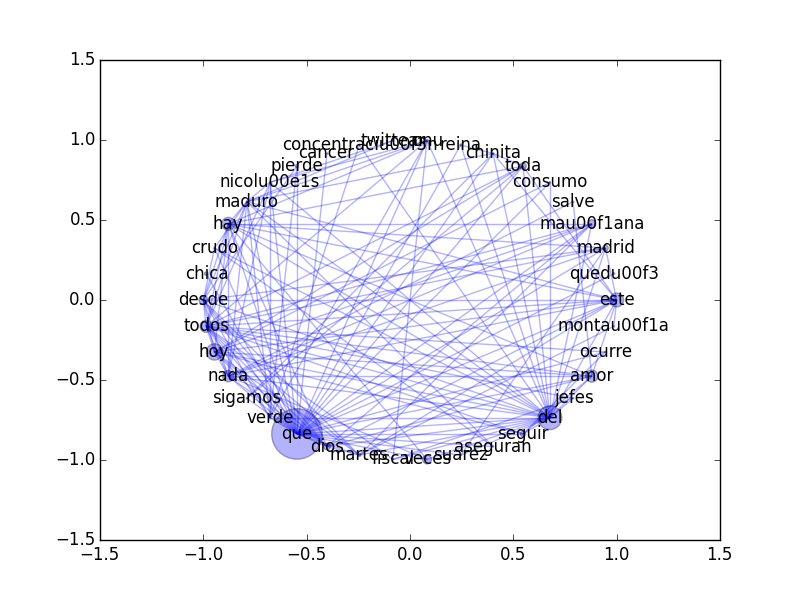 1.5
1.0
concentraciu00f3n reina
cancer chinita
pierde toda
nicolu00e1s consumo
maduro salve
0.5 hay mau00f1ana
crudo madrid
chica quedu00f3
0.0 desde este
todos montau00f1a
hoy ocurre
−0.5 nada amor
sigamos jefes
verde del
que seguir
dios aseguran
martes suarez
−1.0 fiscal veces
−1.5
−1.5 −1.0 −0.5 0.0 0.5 1.0 1.5